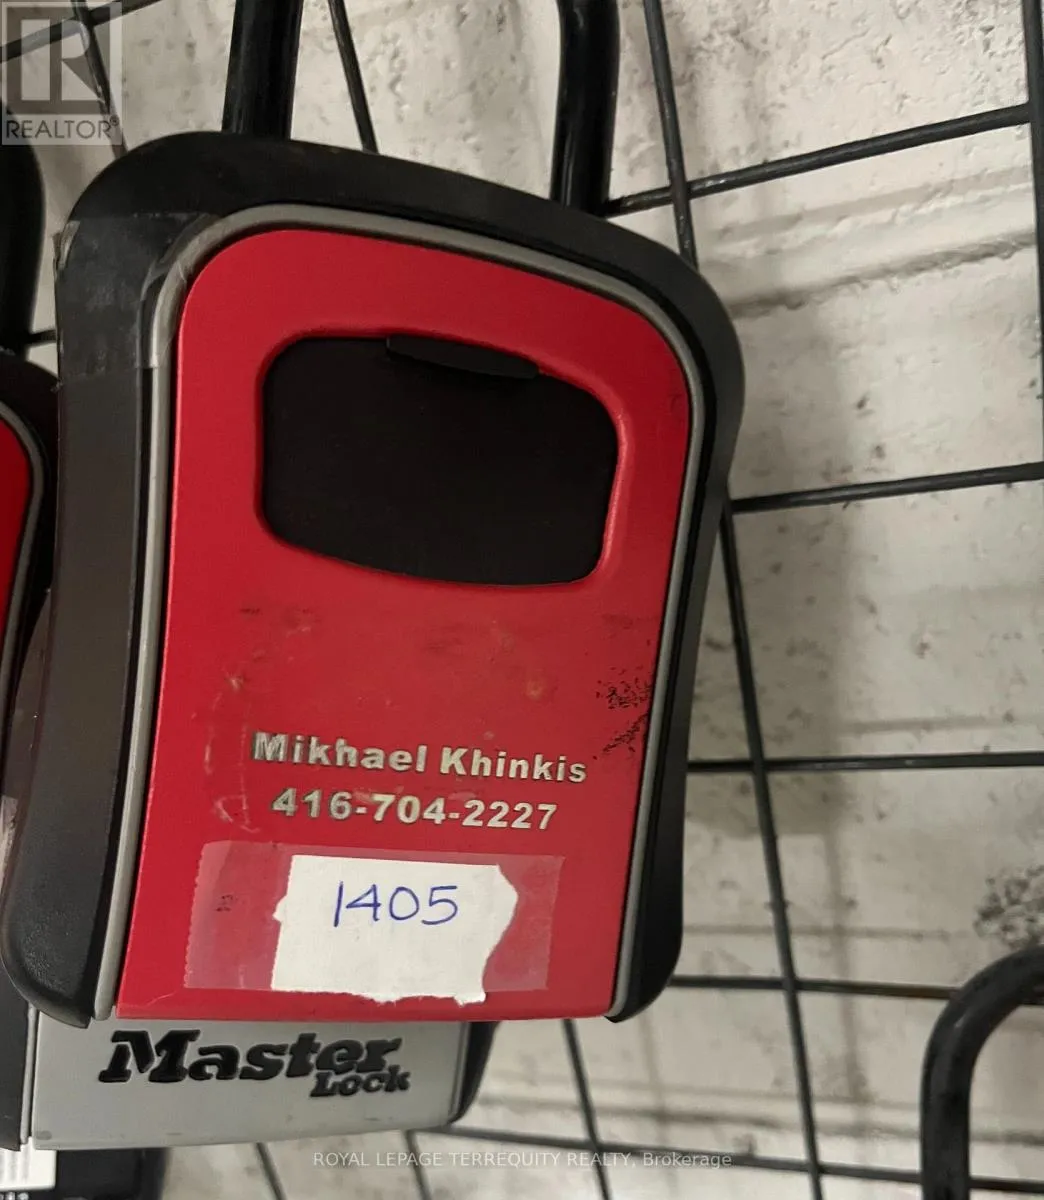 REALTOR®
Mikhael Khinkis
416-704-2227
1405
Master
Lock
ROYAL LEPAGE TERREQUITY REALTY, Brokerage